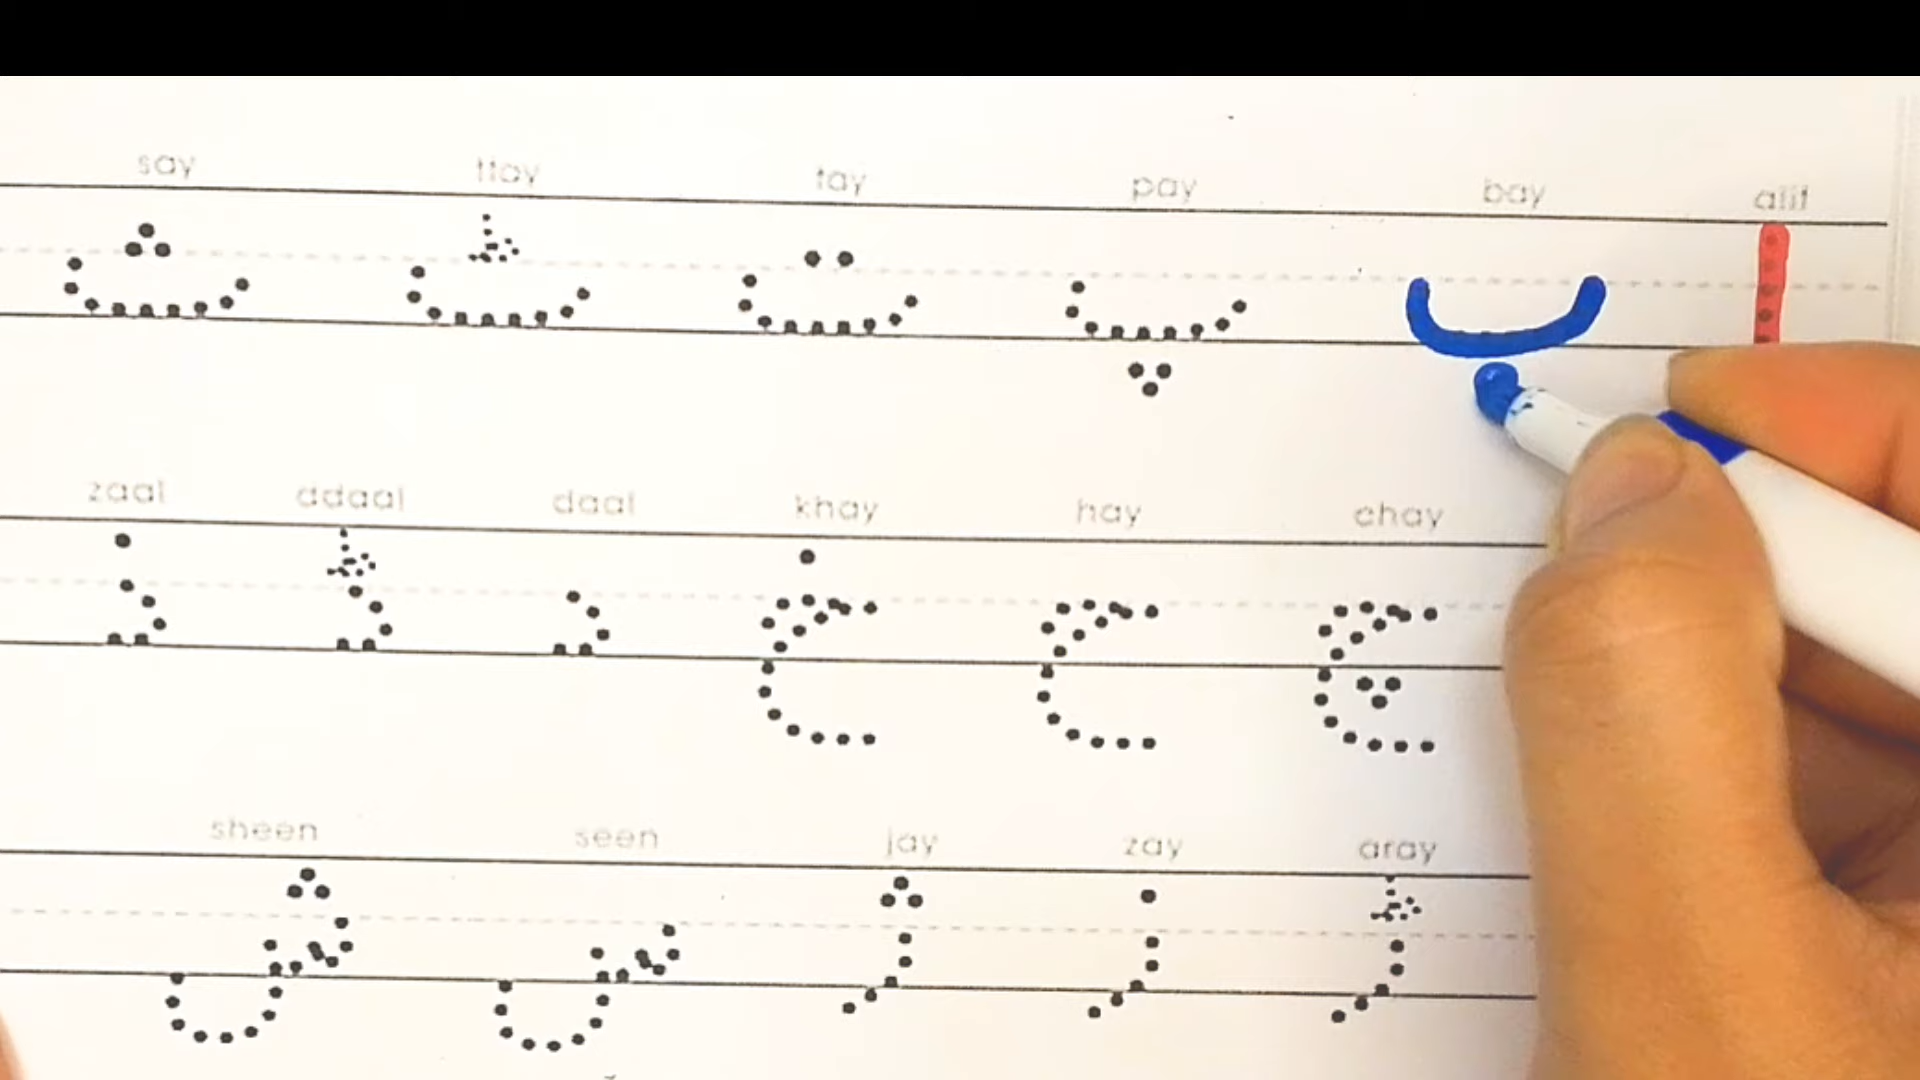 say ttay tay pay bay alif
ث ٹ ت پ ب ا
zaal ddaal daal khay hay chay
ذ ڈ د خ ح چ
sheen seen jay zay aray
ش س ژ ز ڑ